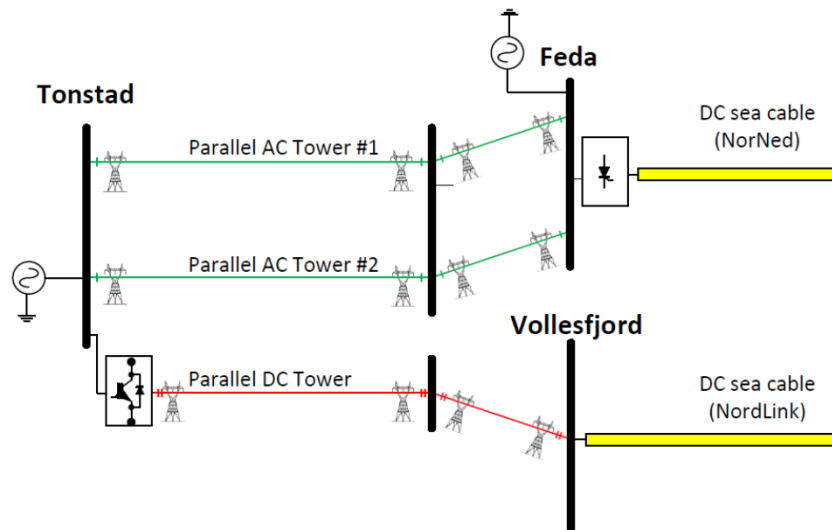 Tonstad
Feda
Parallel AC Tower #1
DC sea cable
(NorNed)
Parallel AC Tower #2
Vollesfjord
Parallel DC Tower
DC sea cable
(NordLink)